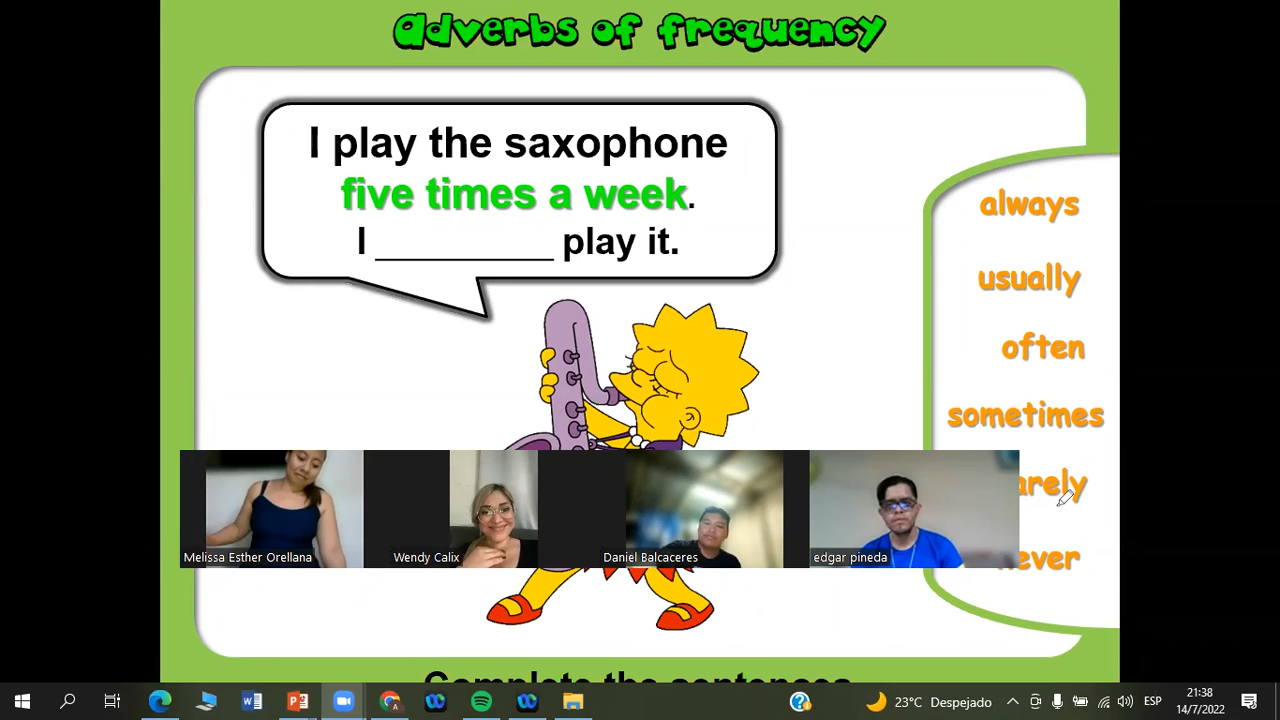 adverbs of frequency
I play the saxophone
five times a week.
I _________ play it.
always
usually
often
sometimes
arely
never
Melissa Esther Orellana
Wendy Calix
Daniel Balcaceres
edgar pineda
Complete the sentences
23°C Despejado
ESP
21:38
14/7/2022